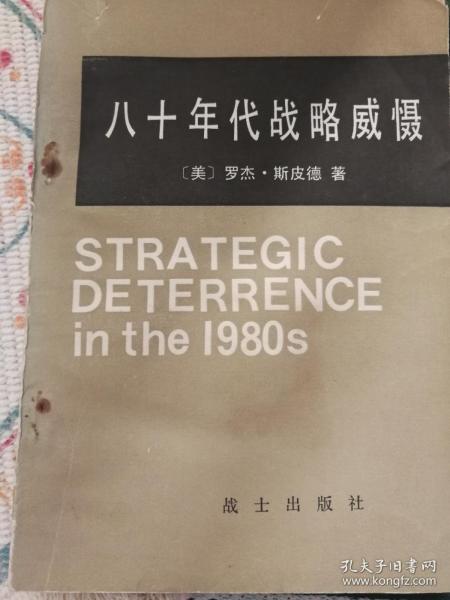 八十年代战略威慑
〔美〕罗杰·斯皮德 著
STRATEGIC
DETERRENCE
in the 1980s
战士出版社
孔夫子旧书网
www.kongfz.com